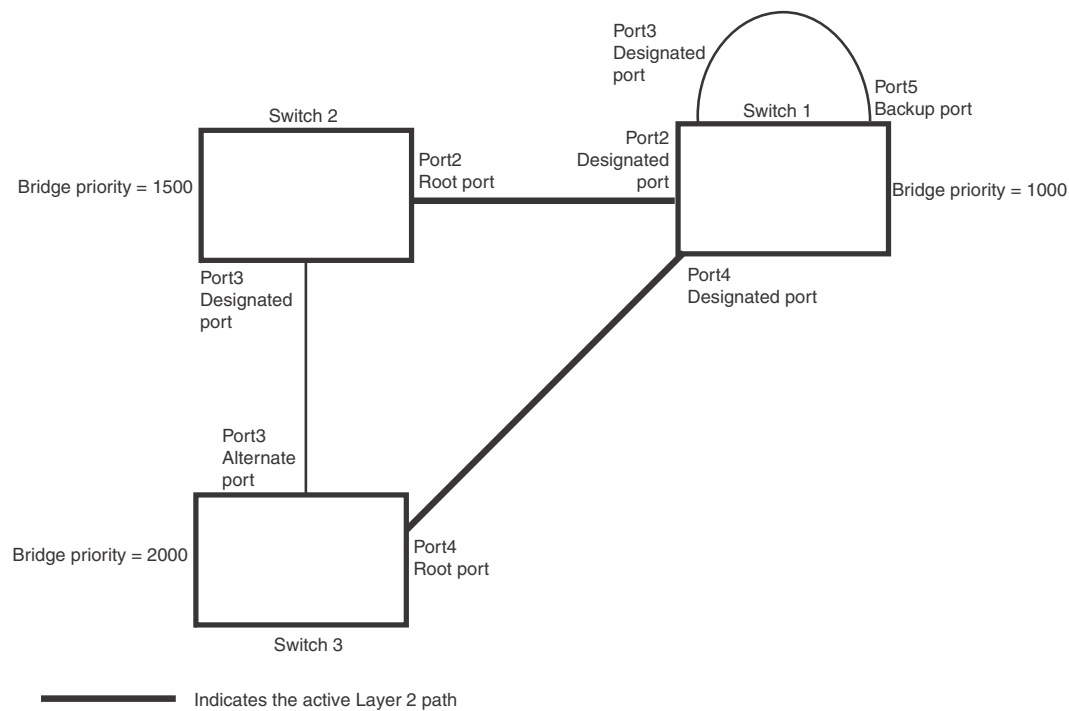 Port3
Designated
port
Port5
Backup port
Switch 2
Switch 1
Port2
Root port
Port2
Designated
port
Bridge priority = 1500
Bridge priority = 1000
Port3
Designated
port
Port4
Designated port
Port3
Alternate
port
Bridge priority = 2000
Port4
Root port
Switch 3
Indicates the active Layer 2 path